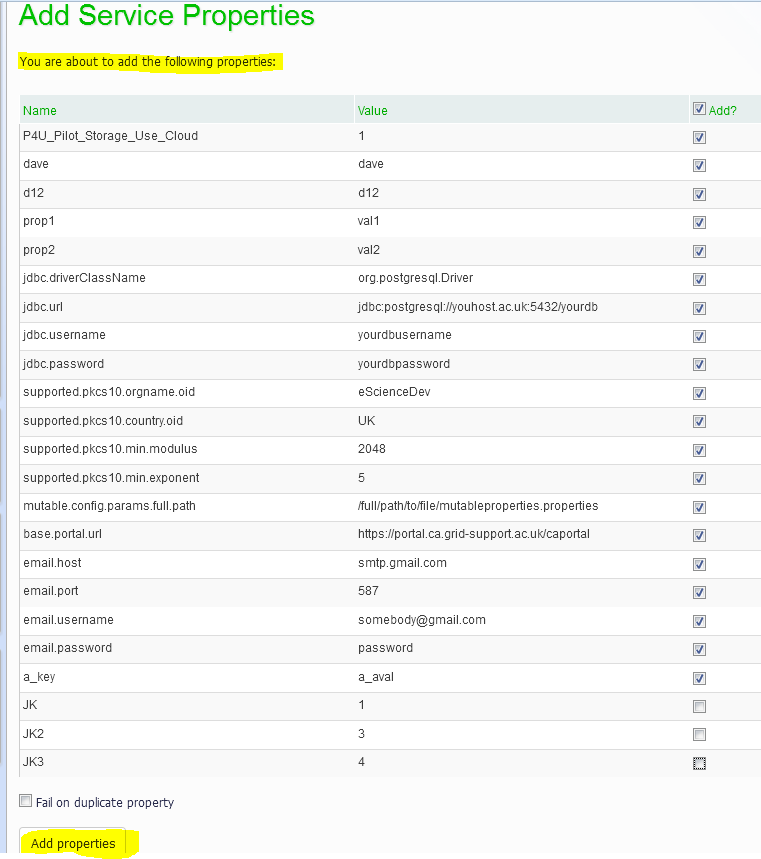 Add Service Properties
You are about to add the following properties:
Name Value Add?
P4U_Pilot_Storage_Use_Cloud 1
dave dave
d12 d12
prop1 val1
prop2 val2
jdbc.driverClassName org.postgresql.Driver
jdbc.url jdbc:postgresql://youhost.ac.uk:5432/yourdb
jdbc.username yourdbusername
jdbc.password yourdbpassword
supported.pkcs10.orgname.oid eScienceDev
supported.pkcs10.country.oid UK
supported.pkcs10.min.modulus 2048
supported.pkcs10.min.exponent 5
mutable.config.params.full.path /full/path/to/file/mutableproperties.properties
base.portal.url https://portal.ca.grid-support.ac.uk/caportal
email.host smtp.gmail.com
email.port 587
email.username somebody@gmail.com
email.password password
a_key a_aval
JK 1
JK2 3
JK3 4
Fail on duplicate property
Add properties